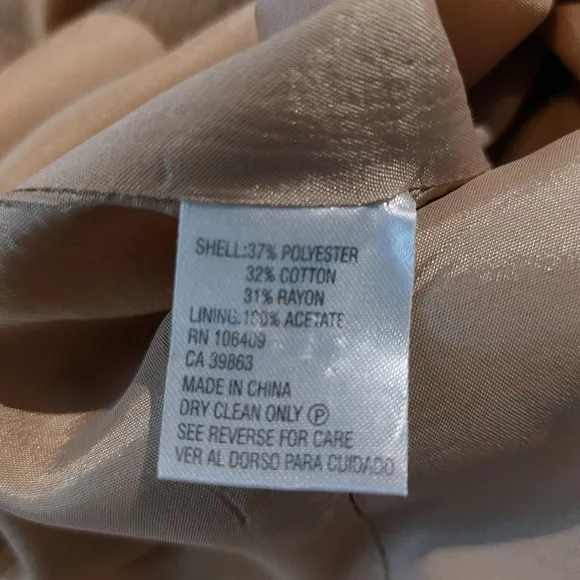 SHELL:37% POLYESTER
32% COTTON
31% RAYON
LINING:100% ACETATE
RN 106409
CA 39863
MADE IN CHINA
DRY CLEAN ONLY Ⓟ
SEE REVERSE FOR CARE
VER AL DORSO PARA CUIDADO